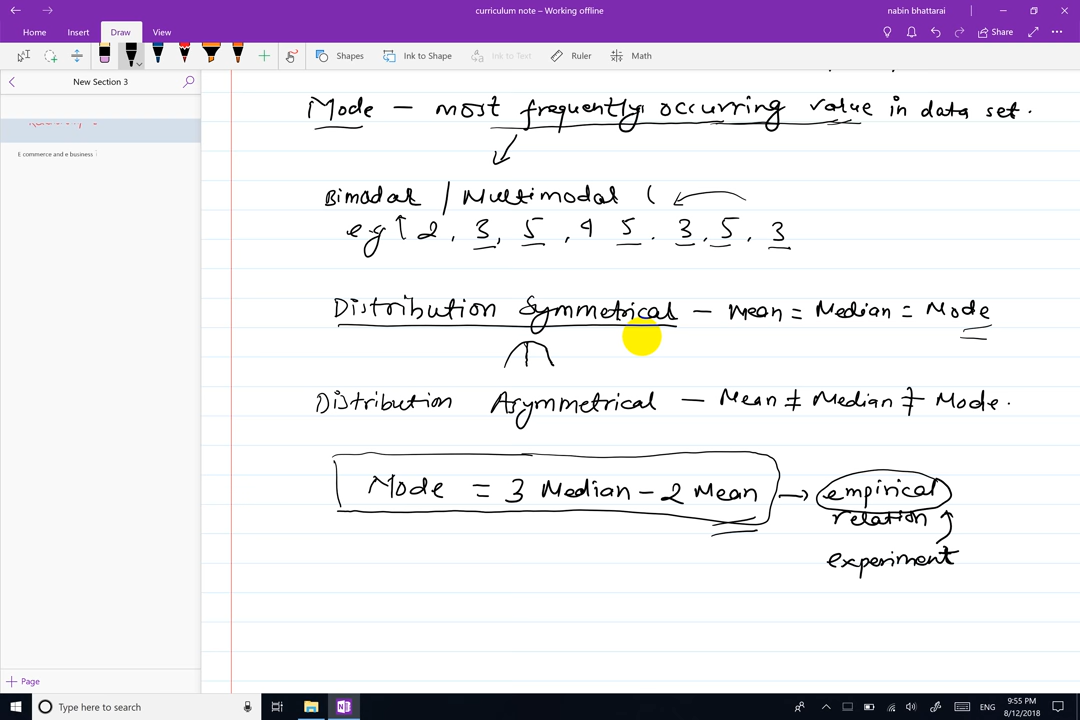 curriculum note – Working offline
nabin bhattarai
Home
Insert
Draw
View
Share
Shapes
Ink to Shape
Ink to Text
Ruler
Math
New Section 3
E commerce and e business
Page
Mode – most frequently occurring value in data set.
Bimodal / Multimodal (
e.g 2, 3, 5, 4 5. 3, 5, 3
Distribution Symmetrical – Mean = Median = Mode
Distribution Asymmetrical – Mean ≠ Median ≠ Mode.
Mode = 3 Median – 2 Mean → empirical
relation
experiment
Type here to search
ENG
9:55 PM
8/12/2018